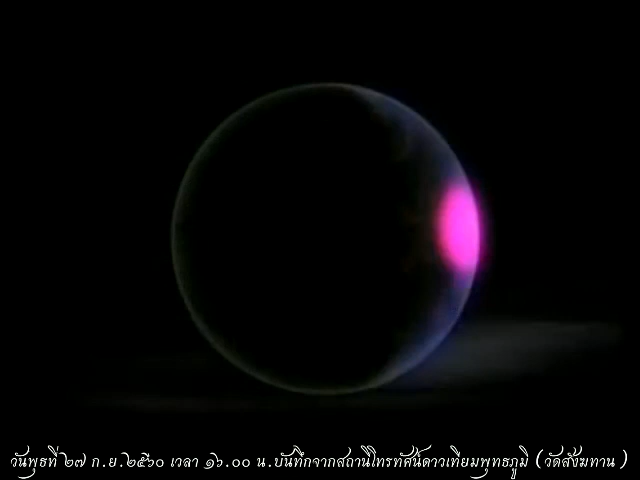 วันพุธที่ ๒๗ ก.ย.๒๕๖๐ เวลา ๑๖.๐๐ น.บันทึกจากสถานีโทรทัศน์ดาวเทียมพุทธภูมิ (วัดสังฆทาน)